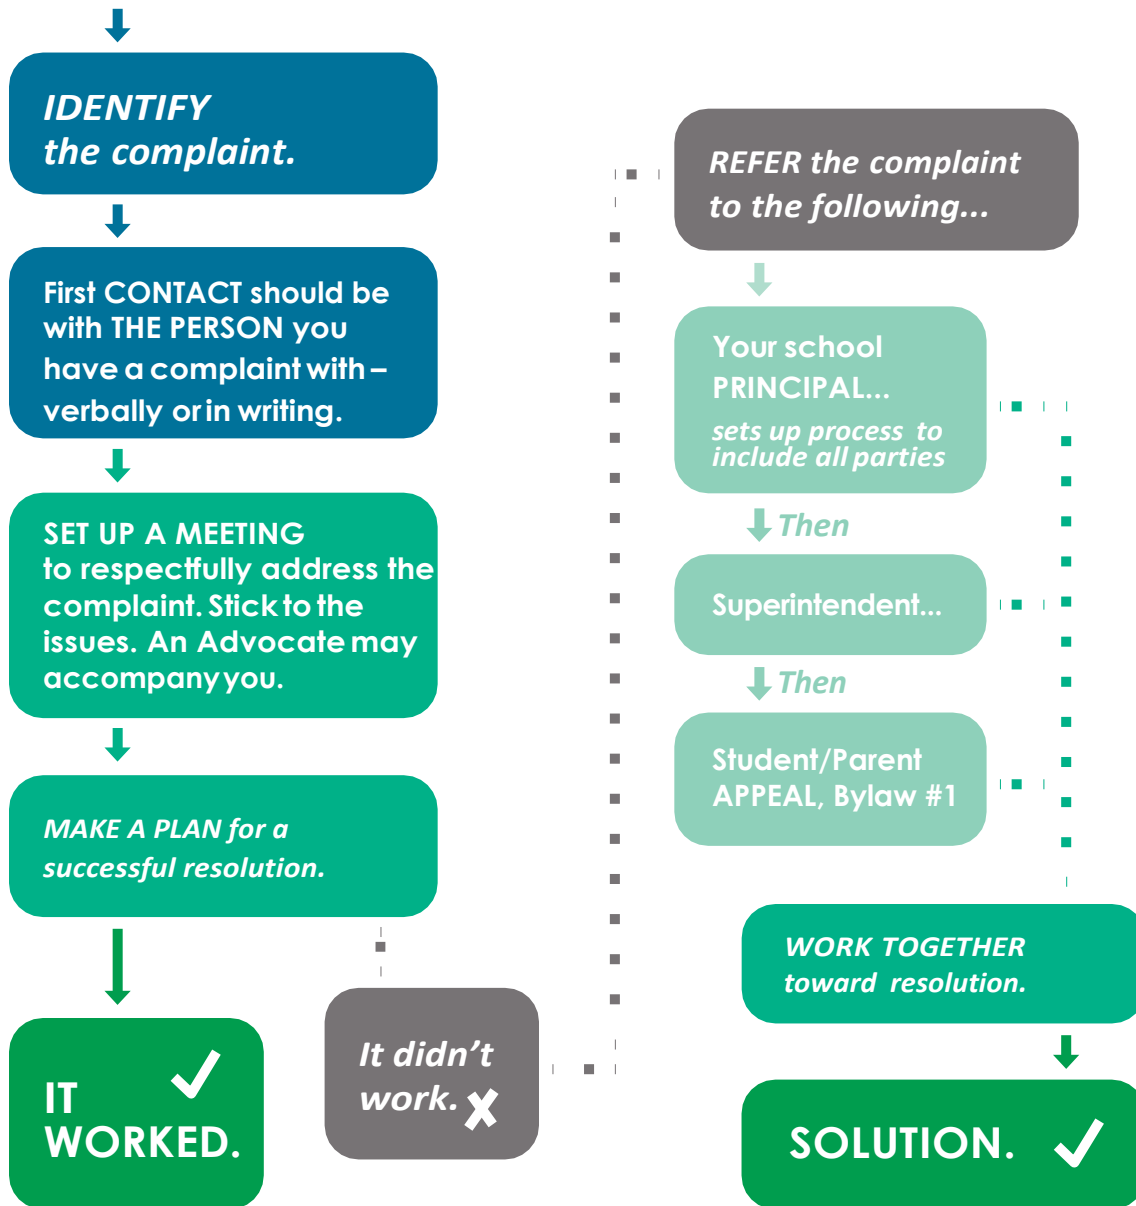 IDENTIFY
the complaint.
First CONTACT should be
with THE PERSON you
have a complaint with –
verbally or in writing.
SET UP A MEETING
to respectfully address the
complaint. Stick to the
issues. An Advocate may
accompany you.
MAKE A PLAN for a
successful resolution.
IT
WORKED.
It didn’t
work.
REFER the complaint
to the following...
Your school
PRINCIPAL...
sets up process to
include all parties
Then
Superintendent...
Then
Student/Parent
APPEAL, Bylaw #1
WORK TOGETHER
toward resolution.
SOLUTION.